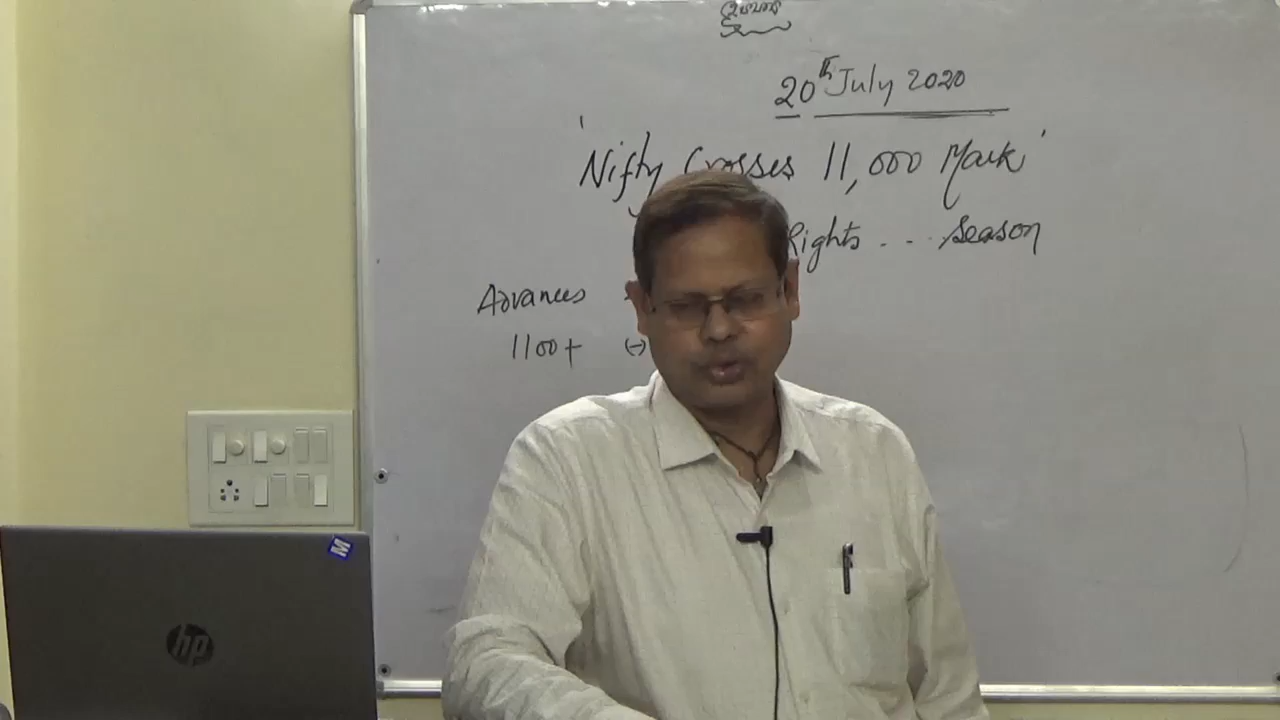 20th July 2020
'Nifty Crosses 11,000 Mark'
Rights ... Season
Advances
1100+ (-)
hp
M